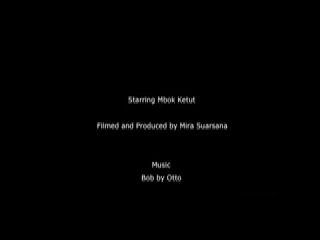 Starring Mbok Ketut
Filmed and Produced by Mira Suarsana
Music
Bob by Otto